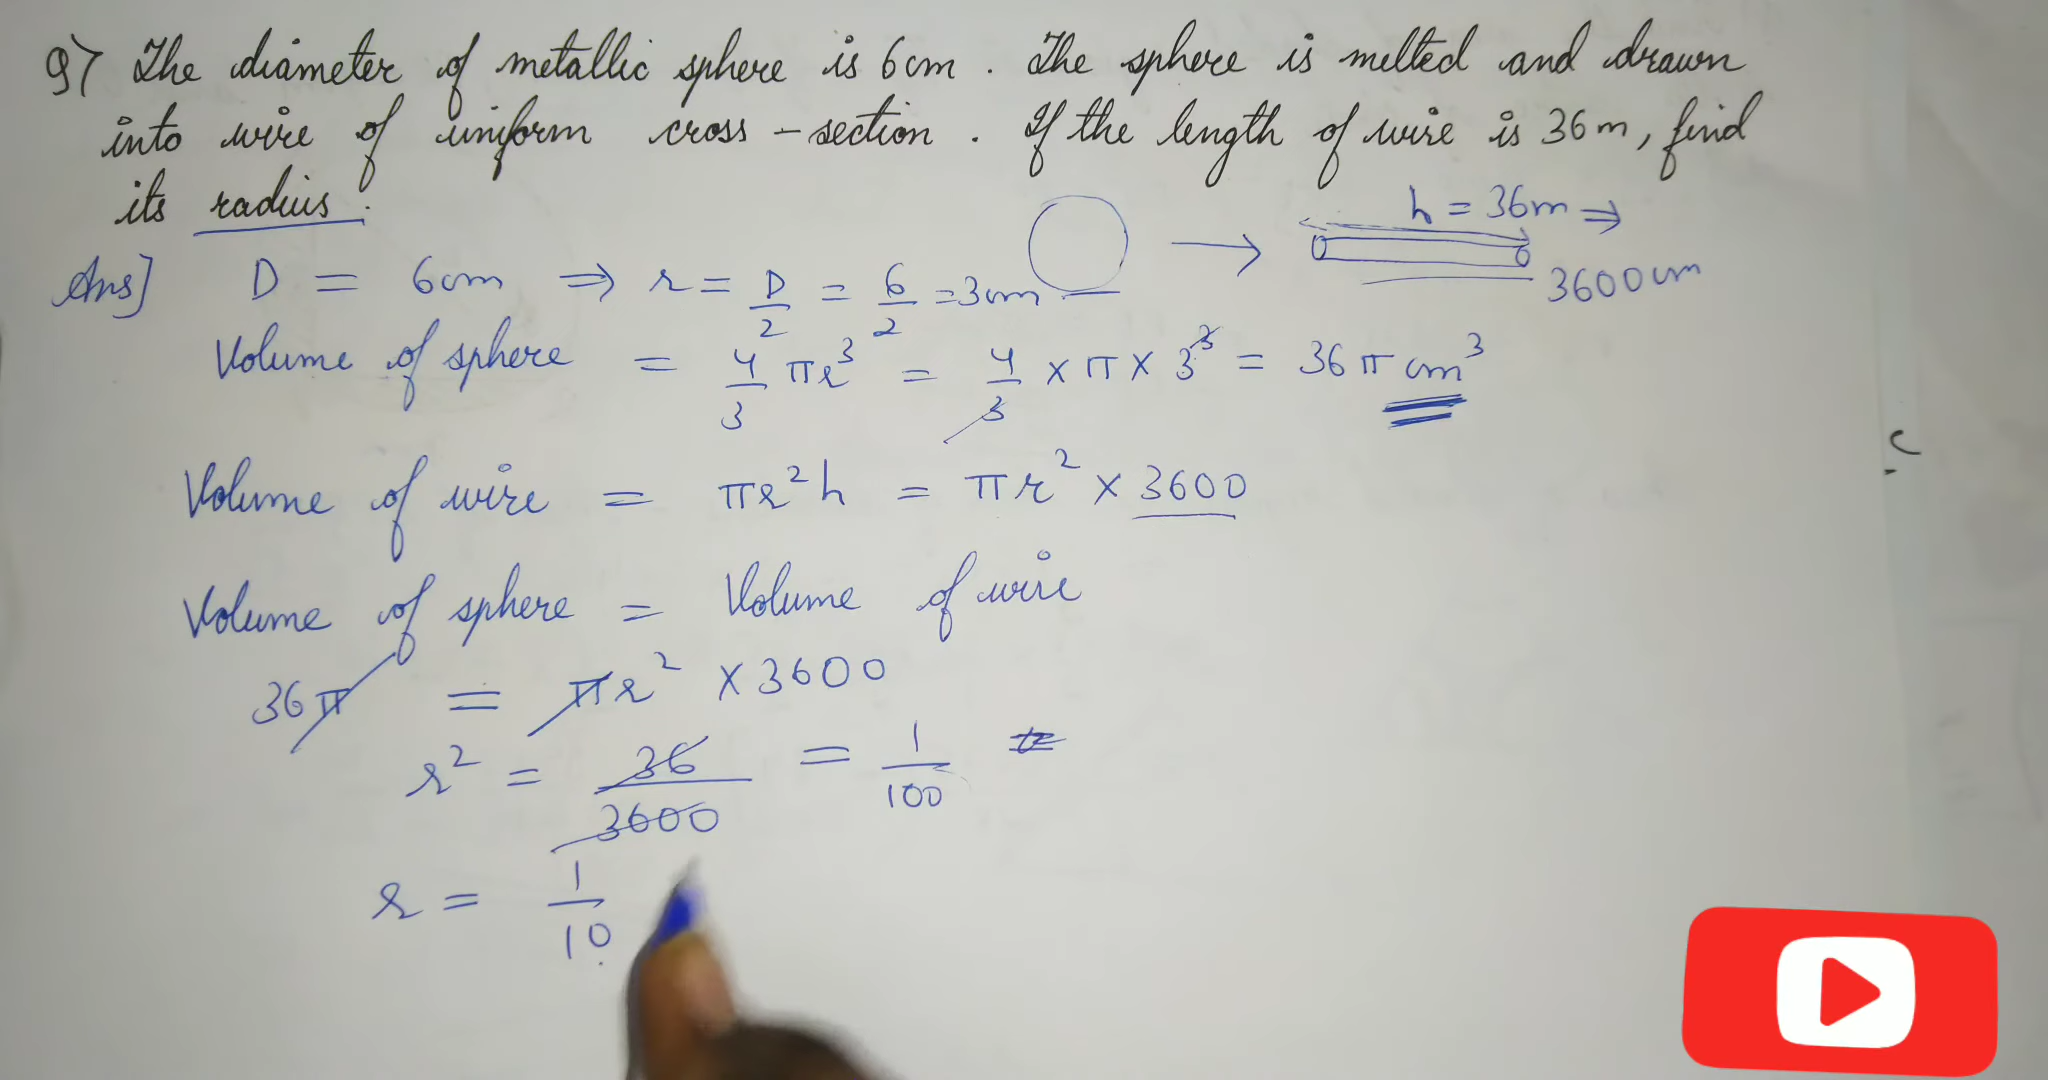 Q) The diameter of metallic sphere is 6cm. The sphere is melted and drawn
into wire of uniform cross-section. If the length of wire is 36m, find
its radius.
h = 36m ⇒
3600cm
Ans] D = 6cm ⇒ r = D/2 = 6/2 = 3cm
Volume of sphere = 4/3 πr³ = 4/3 × π × 3³ = 36π cm³
Volume of wire = πr²h = πr² × 3600
Volume of sphere = Volume of wire
36π = πr² × 3600
r² = 36/3600 = 1/100
r = 1/10